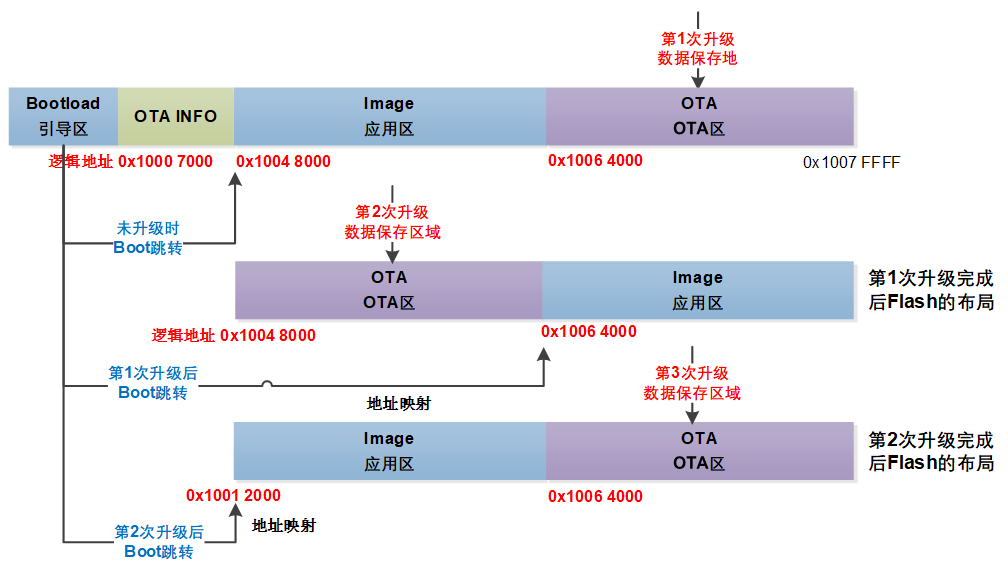 第1次升级
数据保存地
Bootload
引导区
OTA INFO
Image
应用区
OTA
OTA区
逻辑地址 0x1000 7000
0x1004 8000
0x1006 4000
0x1007 FFFF
第2次升级
数据保存区域
未升级时
Boot跳转
OTA
OTA区
Image
应用区
第1次升级完成
后Flash的布局
逻辑地址 0x1004 8000
0x1006 4000
第1次升级后
Boot跳转
地址映射
第3次升级
数据保存区域
Image
应用区
OTA
OTA区
第2次升级完成
后Flash的布局
0x1001 2000
0x1006 4000
地址映射
第2次升级后
Boot跳转